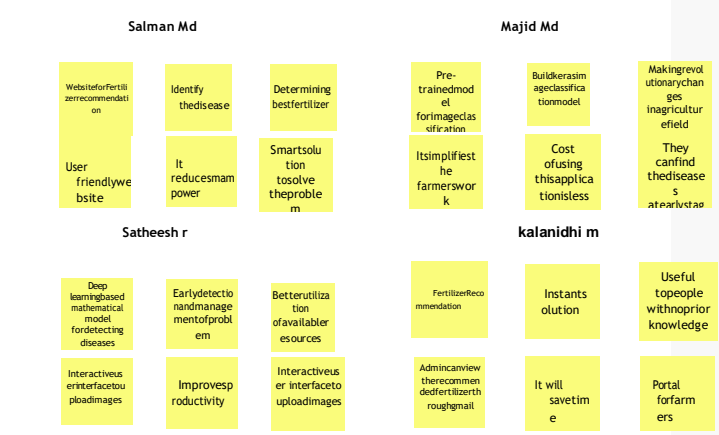 Salman Md
WebsiteforFertili
zerrecommendati
on
Identify
thedisease
Determining
bestfertilizer
User
friendlywe
bsite
It
reducesmam
power
Smartsolu
tion
tosolve
theproble
m
Majid Md
Pre-
trainedmod
el
forimageclas
sification
Buildkerasim
ageclassifica
tionmodel
Makingrevol
utionarychan
ges
inagricultur
efield
Itsimplifiest
he
farmerswor
k
Cost
ofusing
thisapplica
tionisless
They
canfind
thedisease
s
atearlystag
Satheesh r
Deep
learningbased
mathematical
model
fordetecting
diseases
Earlydetectio
nandmanage
mentofprobl
em
Betterutiliza
tion
ofavailabler
esources
Interactiveus
erinterfacetou
ploadimages
Improvesp
roductivity
Interactiveus
er interfaceto
uploadimages
kalanidhi m
FertilizerReco
mmendation
Instants
olution
Useful
topeople
withnoprior
knowledge
Admincanview
therecommen
dedfertilizerth
roughgmail
It will
savetim
e
Portal
forfarm
ers